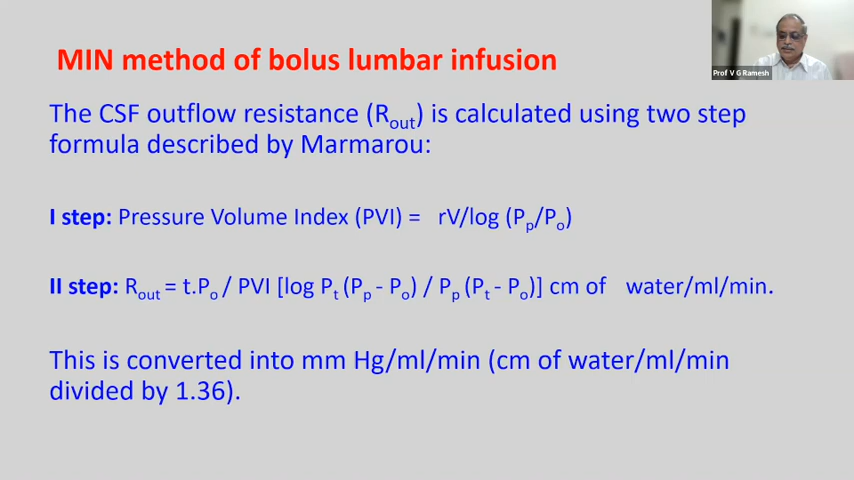 MIN method of bolus lumbar infusion
Prof V G Ramesh
The CSF outflow resistance (Rout) is calculated using two step
formula described by Marmarou:
I step: Pressure Volume Index (PVI) = rV/log (Pp/Po)
II step: Rout = t.Po / PVI [log Pt (Pp - Po) / Pp (Pt - Po)] cm of water/ml/min.
This is converted into mm Hg/ml/min (cm of water/ml/min
divided by 1.36).